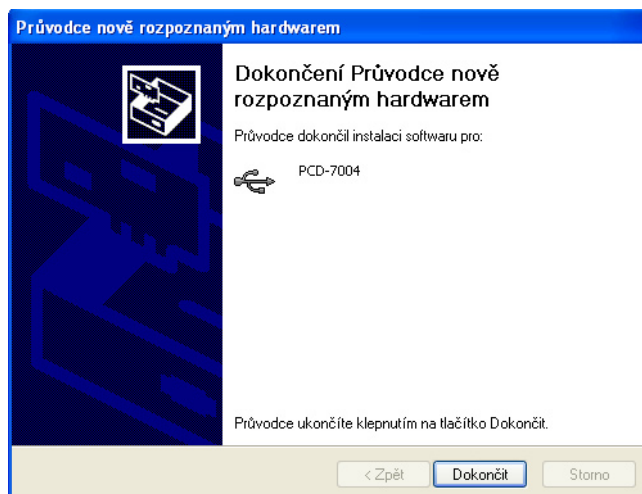 Průvodce nově rozpoznaným hardwarem
Dokončení Průvodce nově
rozpoznaným hardwarem
Průvodce dokončil instalaci softwaru pro:
PCD-7004
Průvodce ukončíte klepnutím na tlačítko Dokončit.
< Zpět
Dokončit
Storno